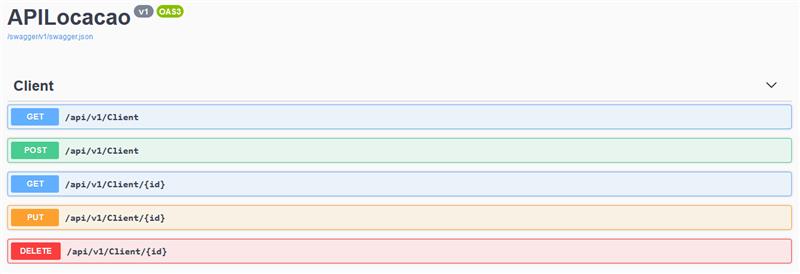 APILocacao v1 OAS3
/swagger/v1/swagger.json
Client
GET /api/v1/Client
POST /api/v1/Client
GET /api/v1/Client/{id}
PUT /api/v1/Client/{id}
DELETE /api/v1/Client/{id}